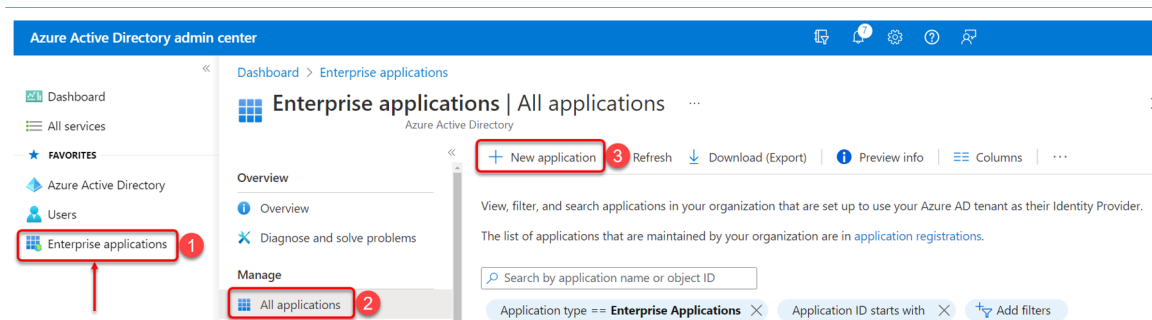 Azure Active Directory admin center
7
Dashboard > Enterprise applications
Dashboard
All services
FAVORITES
Azure Active Directory
Users
Enterprise applications
1
Enterprise applications | All applications ...
Azure Active Directory
Overview
Overview
Diagnose and solve problems
Manage
All applications
2
+ New application 3 Refresh Download (Export) Preview info Columns ...
View, filter, and search applications in your organization that are set up to use your Azure AD tenant as their Identity Provider.
The list of applications that are maintained by your organization are in application registrations.
Search by application name or object ID
Application type == Enterprise Applications Application ID starts with Add filters